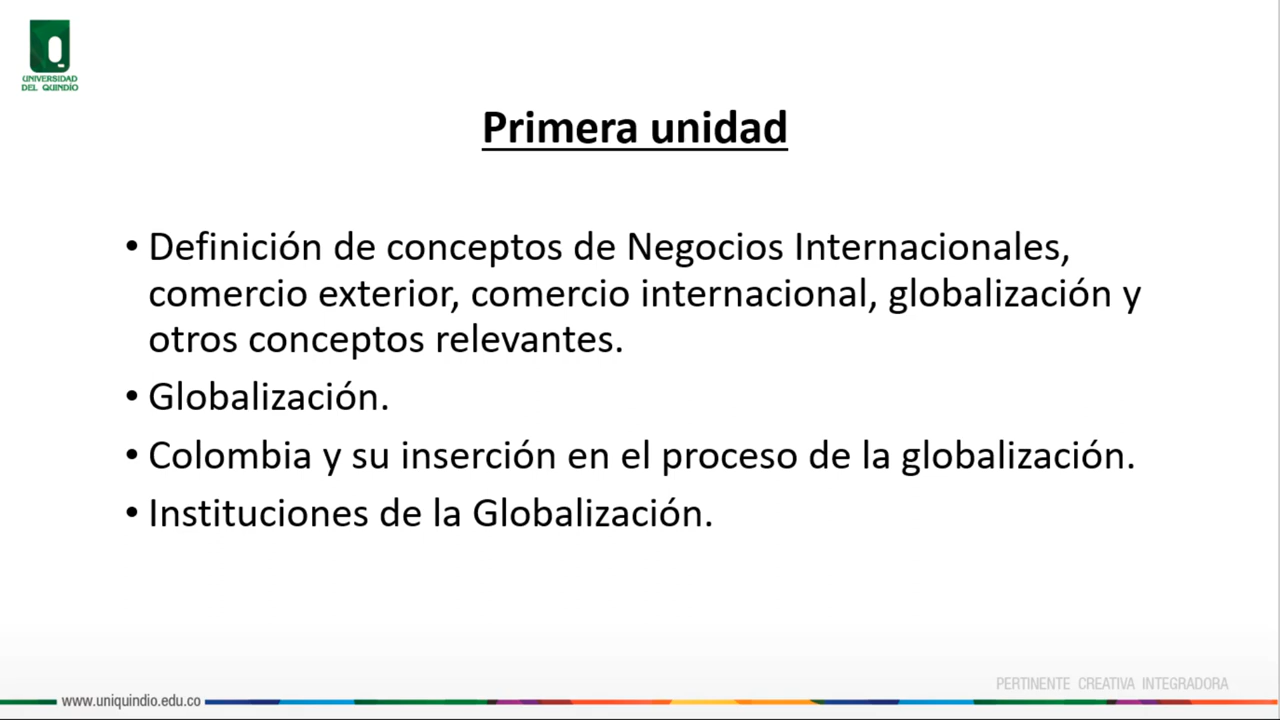 UNIVERSIDAD
DEL QUINDÍO
Primera unidad
• Definición de conceptos de Negocios Internacionales,
comercio exterior, comercio internacional, globalización y
otros conceptos relevantes.
• Globalización.
• Colombia y su inserción en el proceso de la globalización.
• Instituciones de la Globalización.
PERTINENTE CREATIVA INTEGRADORA
www.uniquindio.edu.co